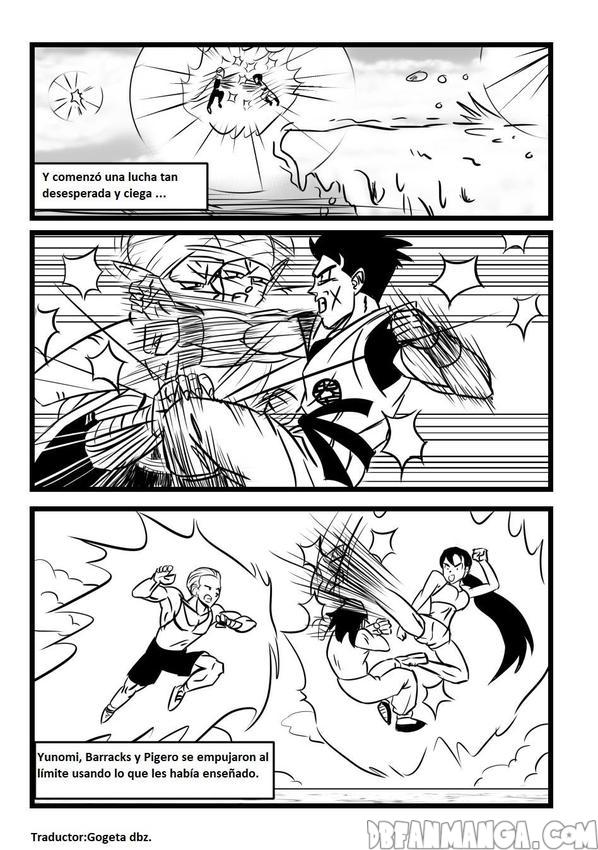 Y comenzó una lucha tan
desesperada y ciega ...
Yunomi, Barracks y Pigero se empujaron al
límite usando lo que les había enseñado.
Traductor:Gogeta dbz.
DBFANMANGA.COM